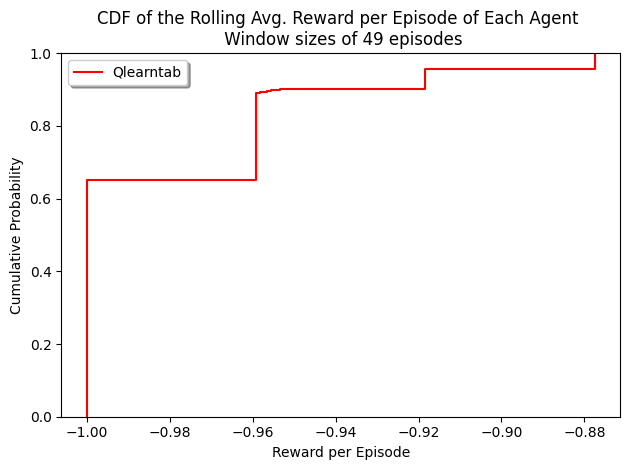 CDF of the Rolling Avg. Reward per Episode of Each Agent
Window sizes of 49 episodes
Qlearntab
1.0
0.8
0.6
0.4
0.2
0.0
Cumulative Probability
−1.00 −0.98 −0.96 −0.94 −0.92 −0.90 −0.88
Reward per Episode